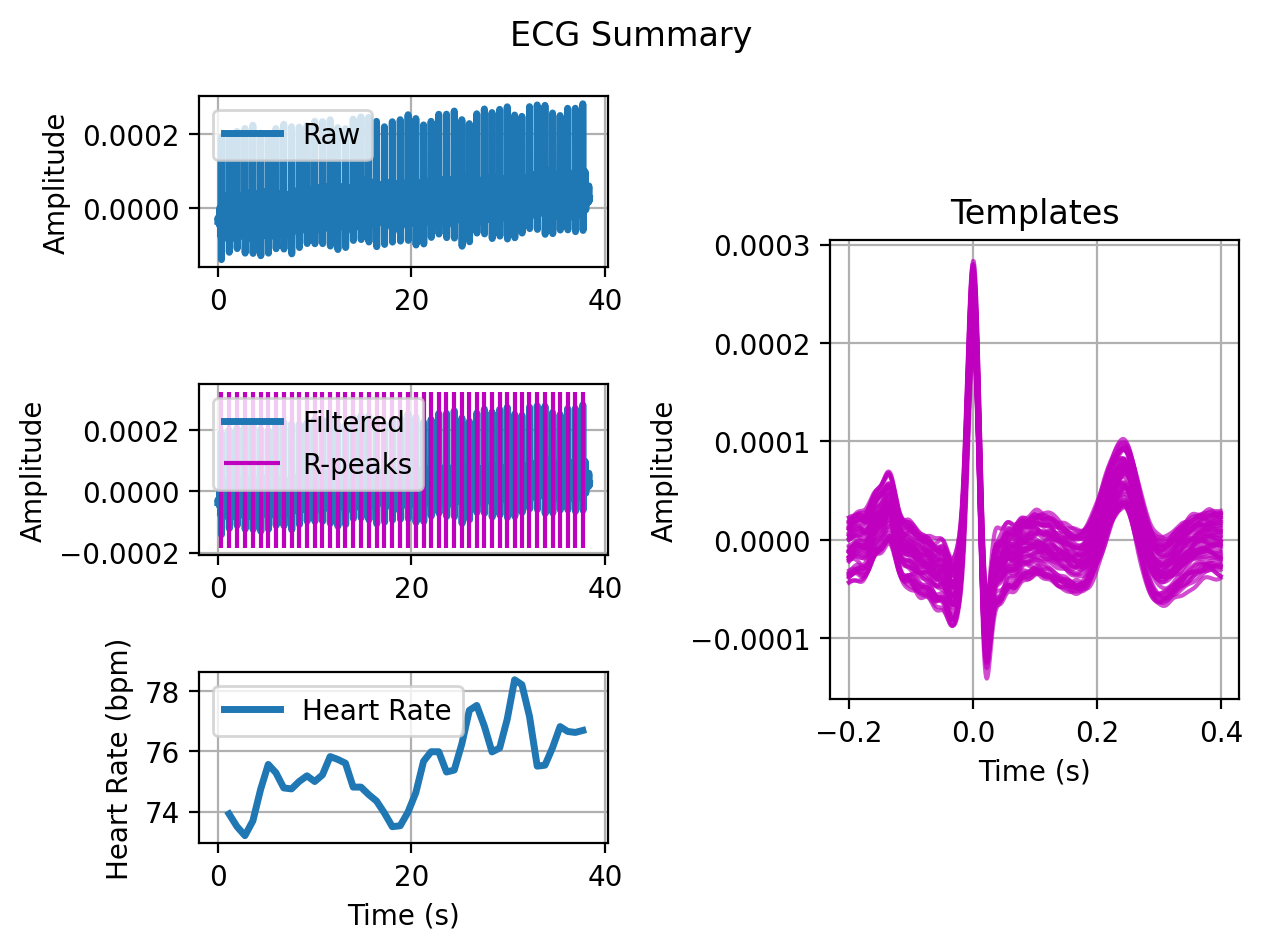 ECG Summary
Amplitude
0.0002
0.0000
Raw
0
20
40
Amplitude
0.0002
0.0000
−0.0002
Filtered
R-peaks
0
20
40
Heart Rate (bpm)
78
76
74
Heart Rate
0
20
40
Time (s)
Templates
Amplitude
0.0003
0.0002
0.0001
0.0000
−0.0001
−0.2
0.0
0.2
0.4
Time (s)